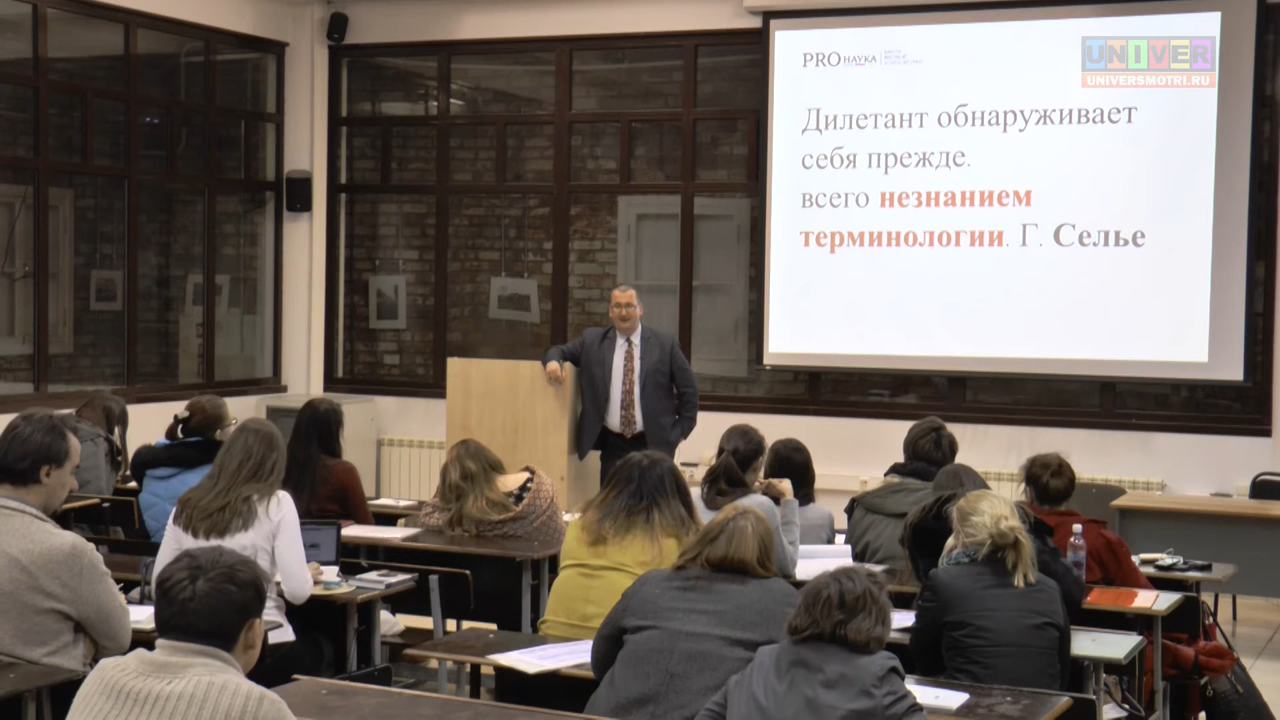 PRO НАУКА
UNIVER
UNIVERSMOTRI.RU
Дилетант обнаруживает
себя прежде.
всего незнанием
терминологии. Г. Селье